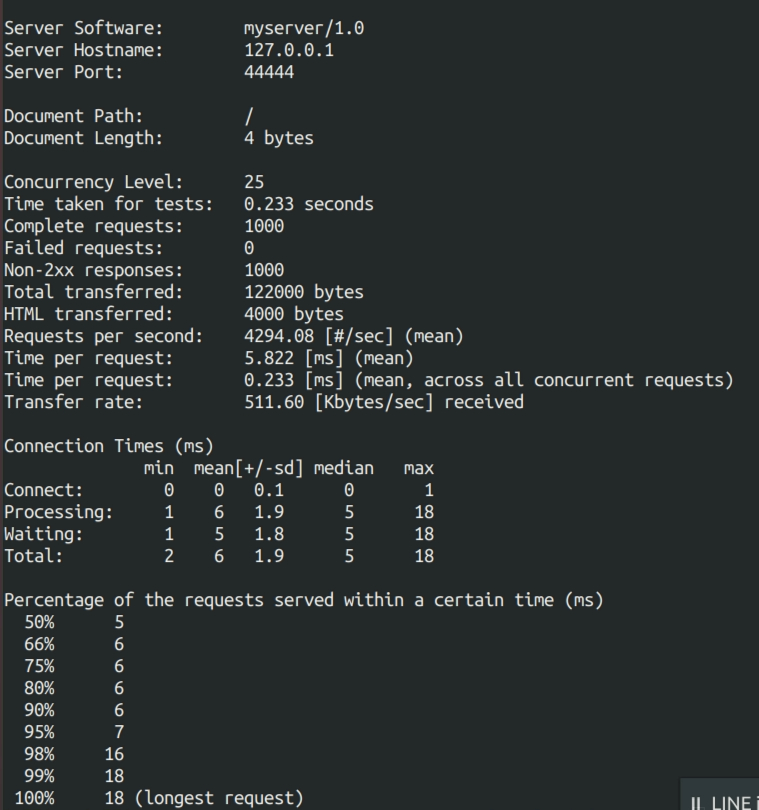 Server Software:        myserver/1.0
Server Hostname:        127.0.0.1
Server Port:            44444
Document Path:          /
Document Length:        4 bytes
Concurrency Level:      25
Time taken for tests:   0.233 seconds
Complete requests:      1000
Failed requests:        0
Non-2xx responses:      1000
Total transferred:      122000 bytes
HTML transferred:       4000 bytes
Requests per second:    4294.08 [#/sec] (mean)
Time per request:       5.822 [ms] (mean)
Time per request:       0.233 [ms] (mean, across all concurrent requests)
Transfer rate:          511.60 [Kbytes/sec] received
Connection Times (ms)
              min  mean[+/-sd] median   max
Connect:        0    0   0.1      0       1
Processing:     1    6   1.9      5      18
Waiting:        1    5   1.8      5      18
Total:          2    6   1.9      5      18
Percentage of the requests served within a certain time (ms)
  50%      5
  66%      6
  75%      6
  80%      6
  90%      6
  95%      7
  98%     16
  99%     18
 100%     18 (longest request)
LINE